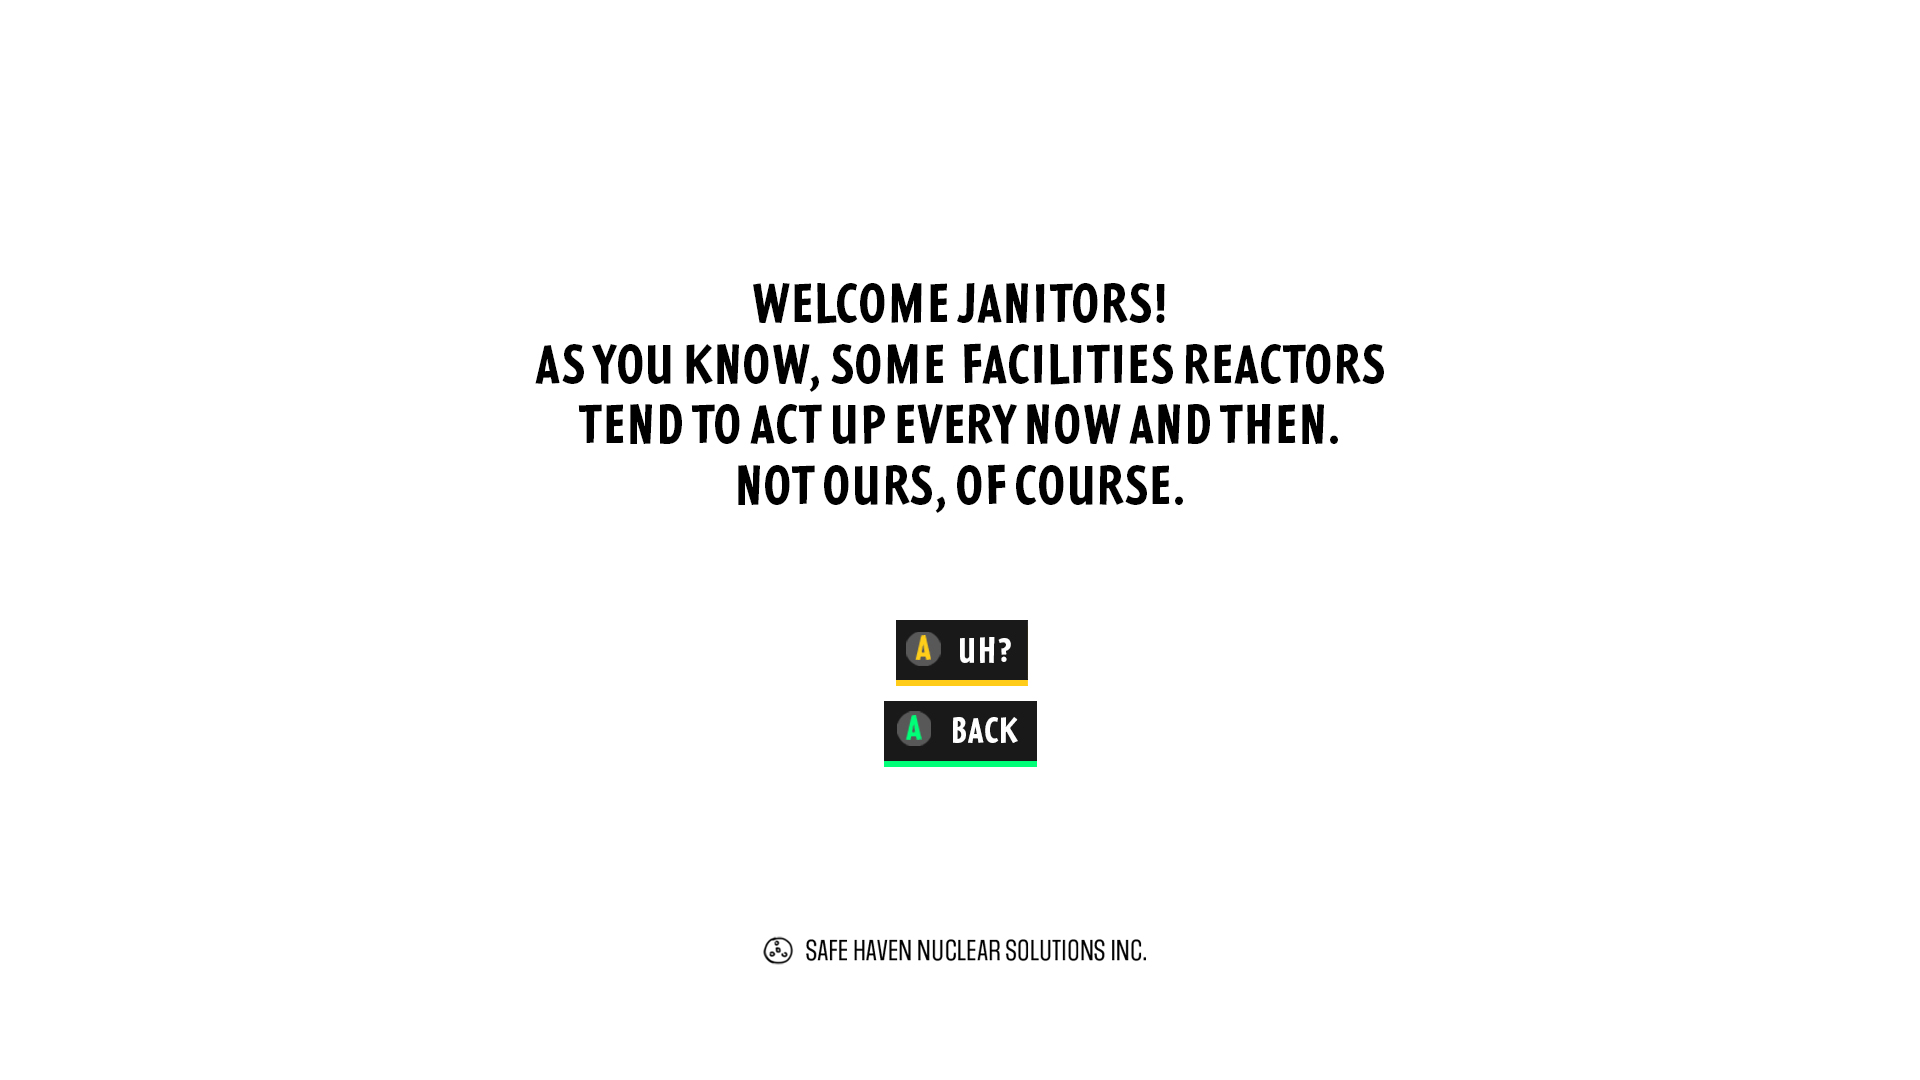 WELCOME JANITORS!
AS YOU KNOW, SOME FACILITIES REACTORS
TEND TO ACT UP EVERY NOW AND THEN.
NOT OURS, OF COURSE.
A UH?
A BACK
SAFE HAVEN NUCLEAR SOLUTIONS INC.